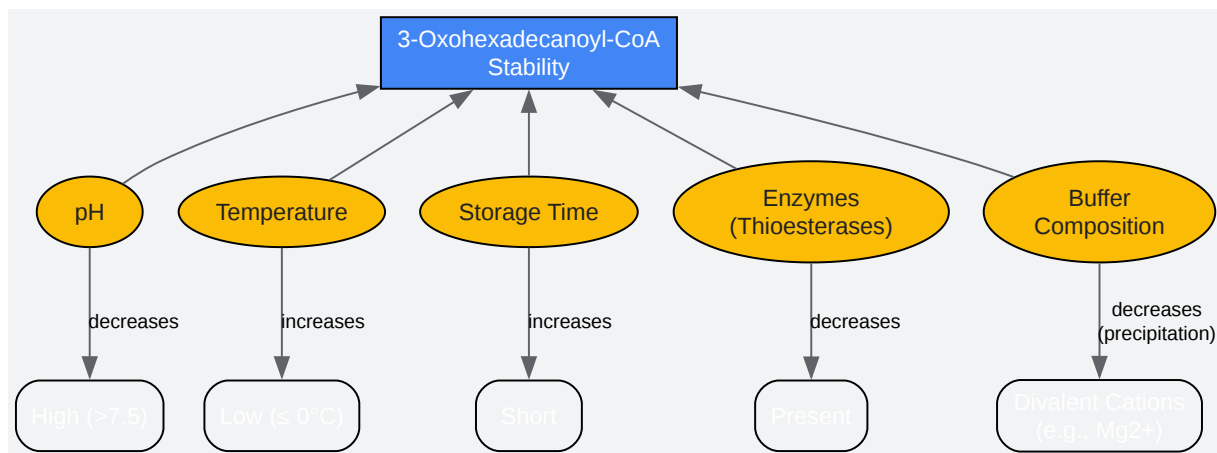 3-Oxohexadecanoyl-CoA
Stability
pH
Temperature
Storage Time
Enzymes
(Thioesterases)
Buffer
Composition
decreases
increases
increases
decreases
decreases
(precipitation)
High (>7.5)
Low (≤ 0°C)
Short
Present
Divalent Cations
(e.g., Mg2+)